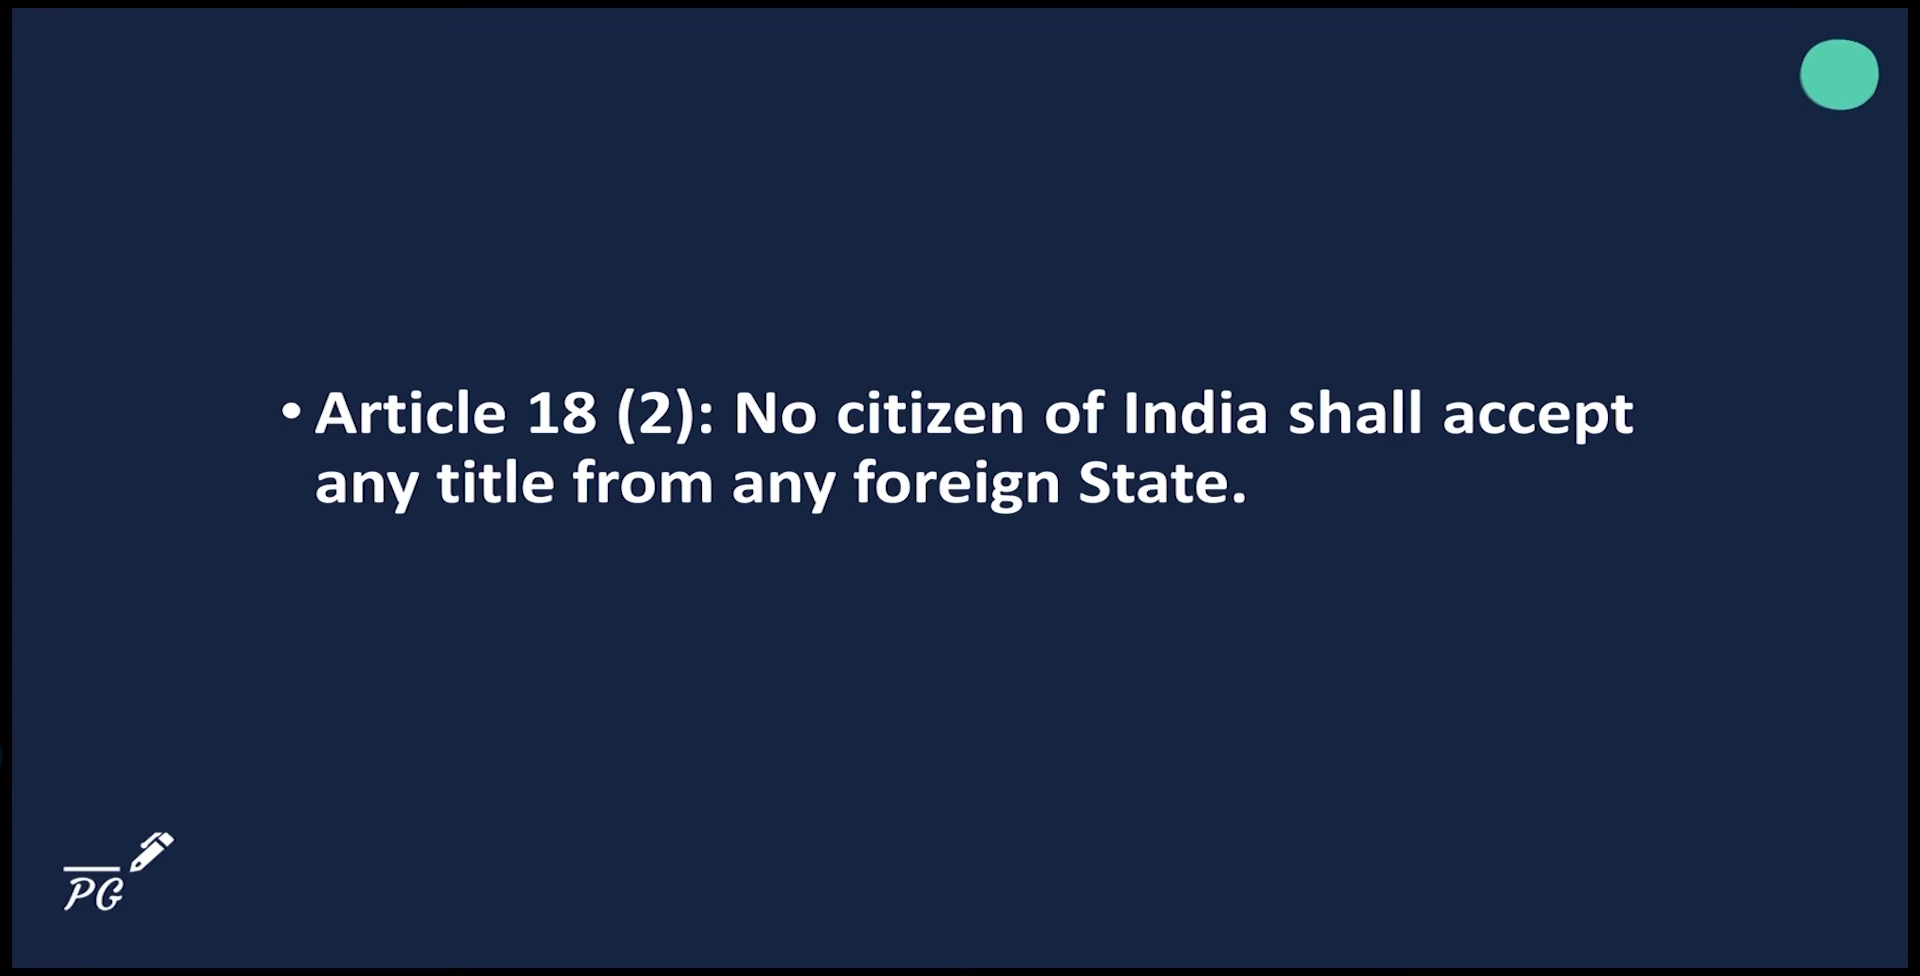 • Article 18 (2): No citizen of India shall accept
any title from any foreign State.
PG